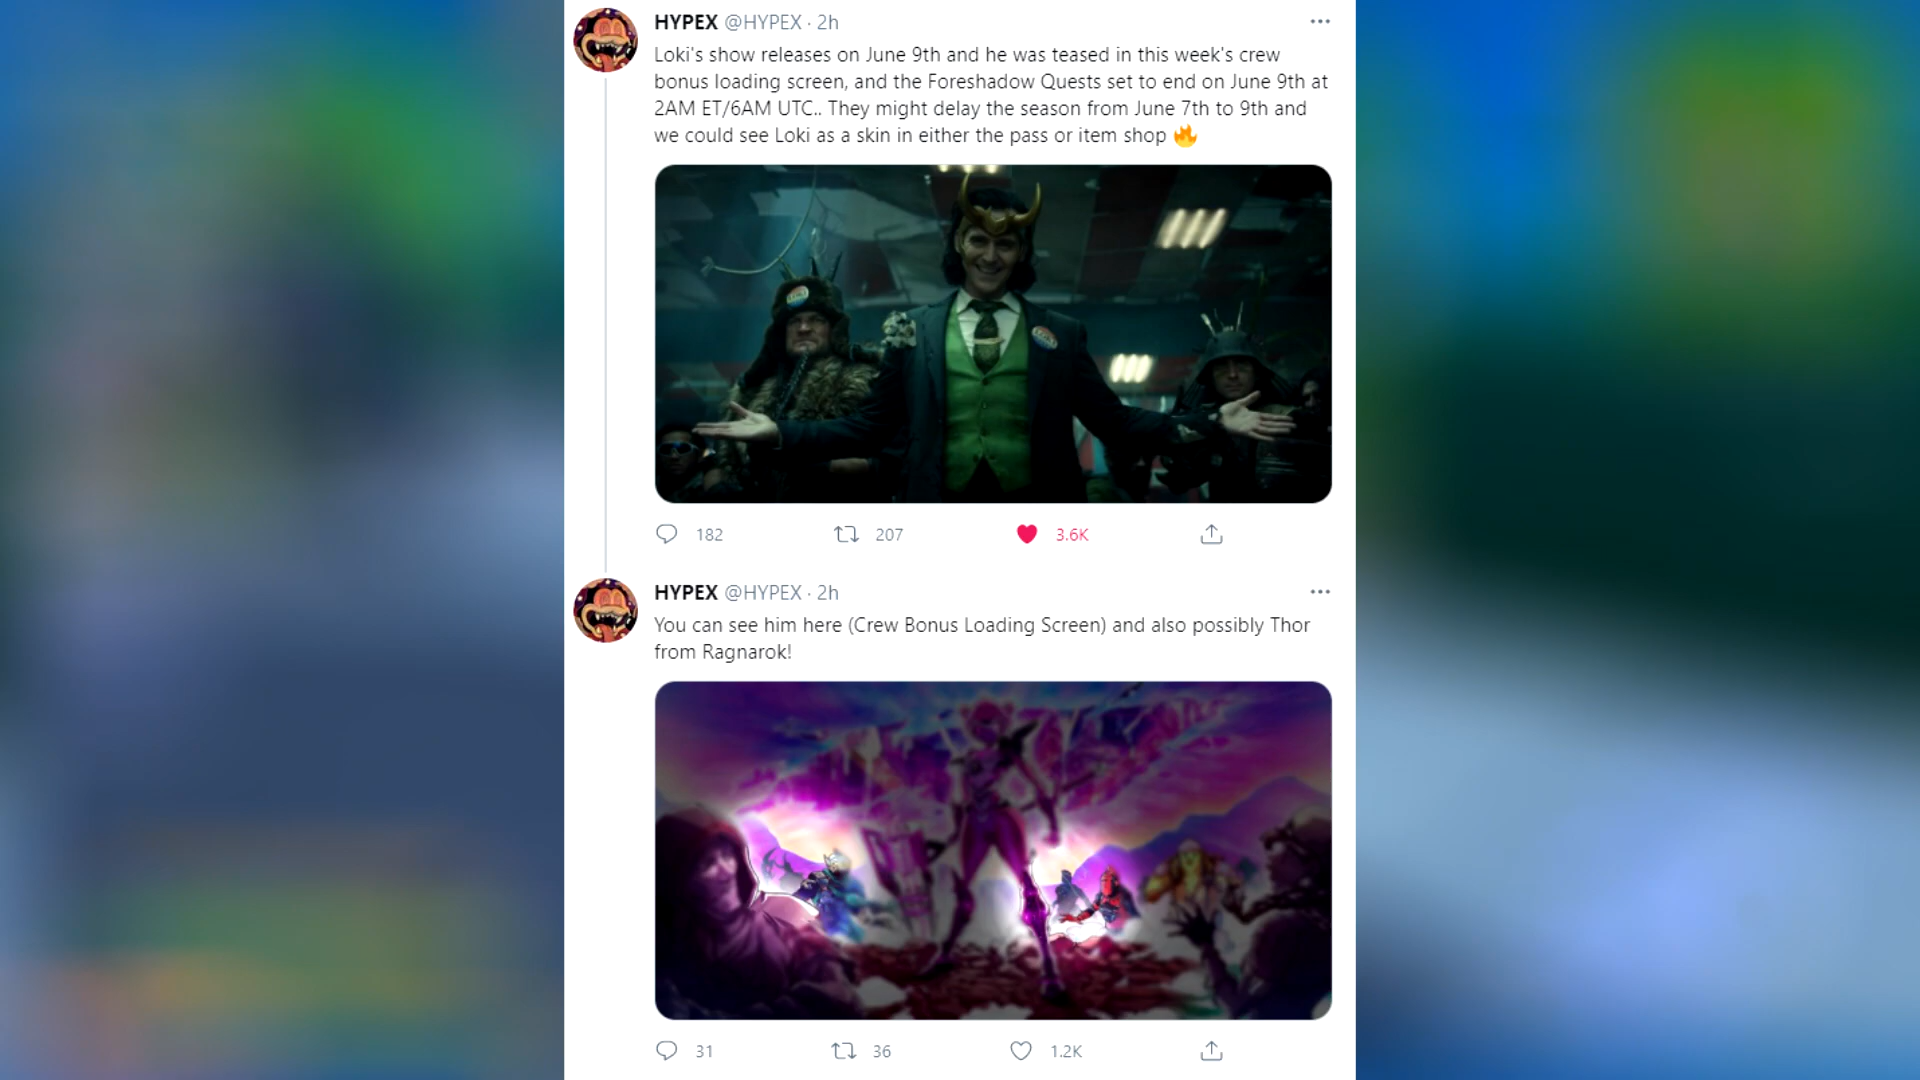 HYPEX @HYPEX · 2h
Loki's show releases on June 9th and he was teased in this week's crew
bonus loading screen, and the Foreshadow Quests set to end on June 9th at
2AM ET/6AM UTC.. They might delay the season from June 7th to 9th and
we could see Loki as a skin in either the pass or item shop 🔥
182 207 3.6K
HYPEX @HYPEX · 2h
You can see him here (Crew Bonus Loading Screen) and also possibly Thor
from Ragnarok!
31 36 1.2K